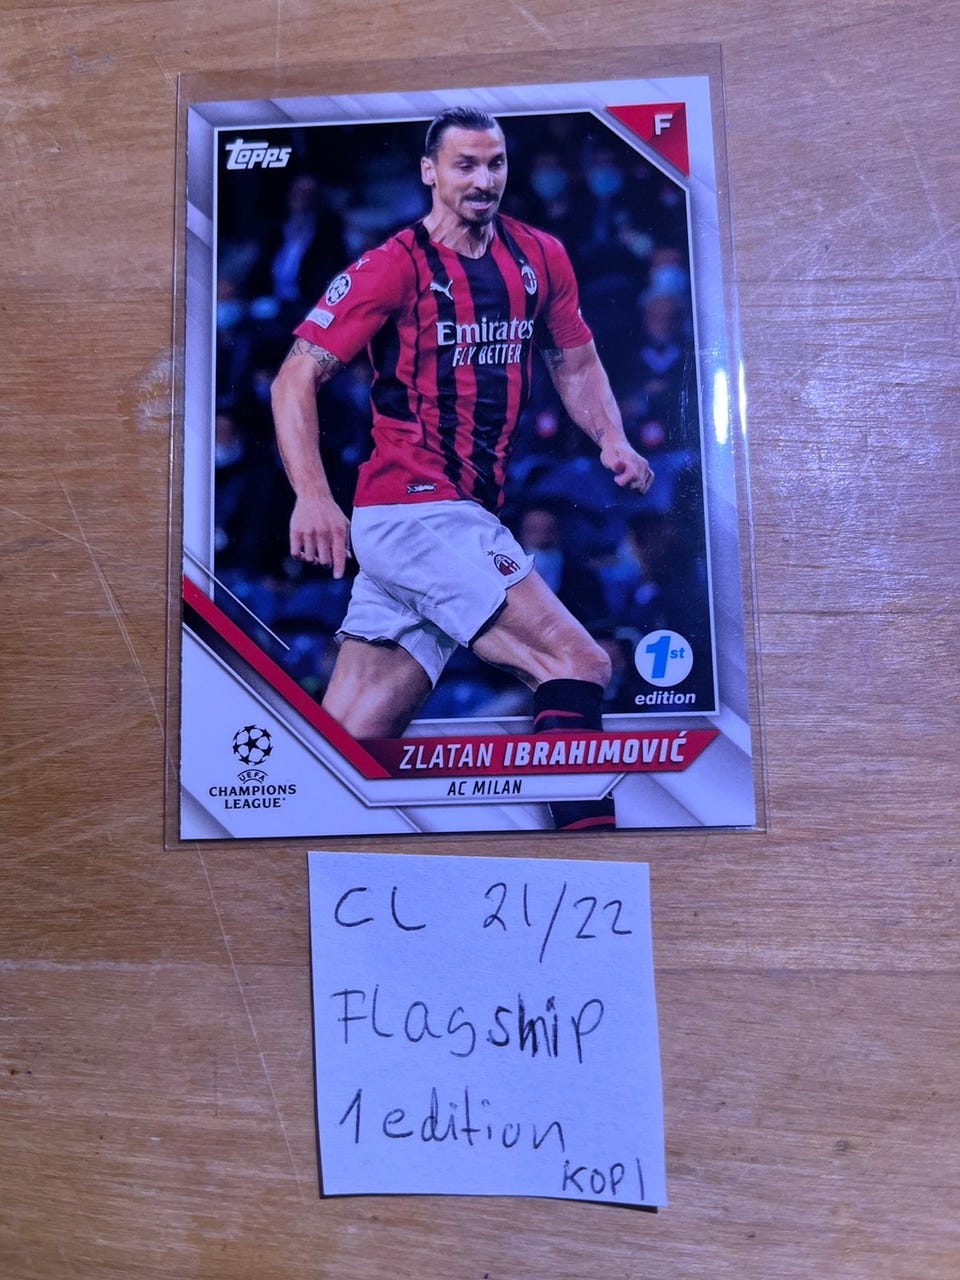 Topps
F
Emirates
FLY BETTER
1st
edition
ZLATAN IBRAHIMOVIĆ
AC MILAN
UEFA
CHAMPIONS
LEAGUE
CL 21/22
Flagship
1 edition
KOPI